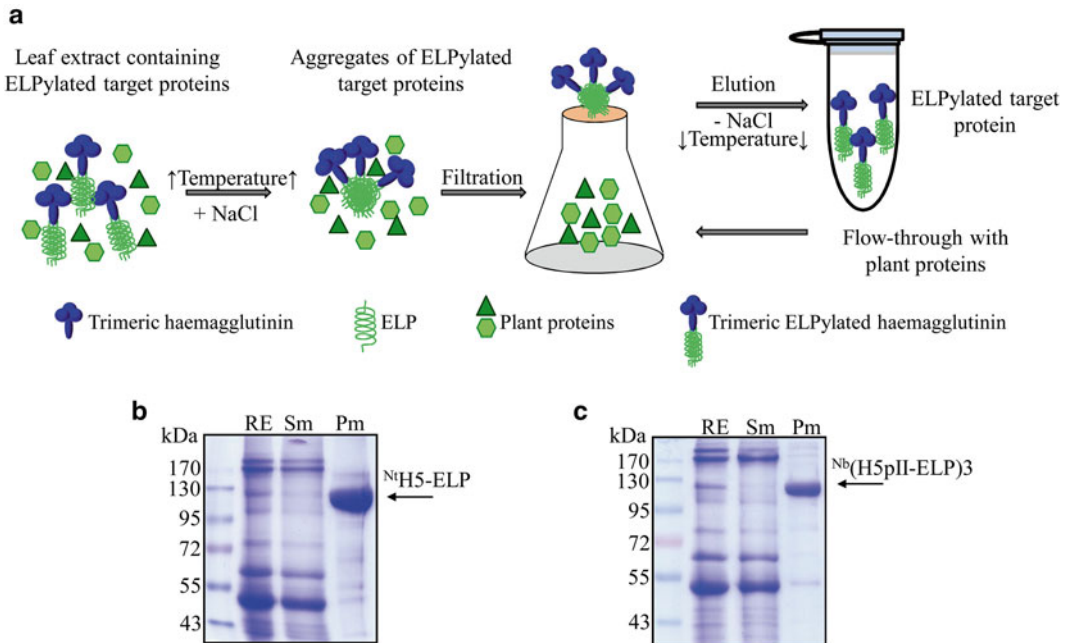 a
Leaf extract containing
ELPylated target proteins
↑Temperature↑
+ NaCl
Aggregates of ELPylated
target proteins
Filtration
Elution
- NaCl
↓Temperature↓
ELPylated target
protein
Flow-through with
plant proteins
Trimeric haemagglutinin
ELP
Plant proteins
Trimeric ELPylated haemagglutinin
b
kDa
RE Sm Pm
170
130
95
72
55
43
NtH5-ELP
c
kDa
RE Sm Pm
170
130
95
72
55
43
Nb(H5pII-ELP)3